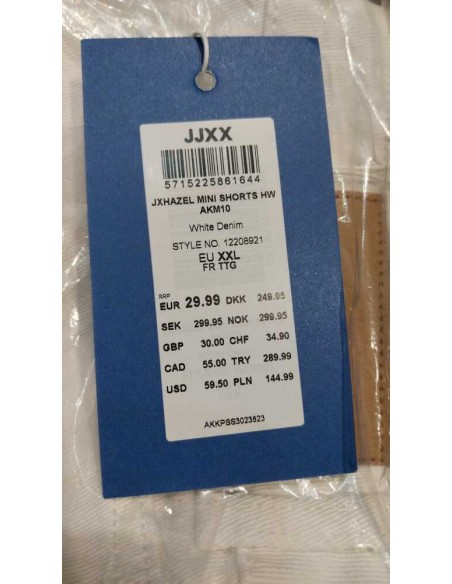 JJXX
5715225861644
JXHAZEL MINI SHORTS HW
AKM10
White Denim
STYLE NO. 12208921
EU XXL
FR TTG
RRP
EUR 29.99 DKK 249.95
SEK 299.95 NOK 299.95
GBP 30.00 CHF 34.90
CAD 55.00 TRY 289.99
USD 59.50 PLN 144.99
AKKPSS3023823